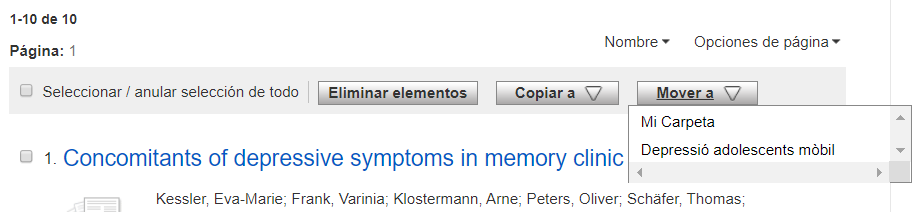 1-10 de 10
Página: 1
Nombre Opciones de página
Seleccionar / anular selección de todo Eliminar elementos Copiar a Mover a
Mi Carpeta
Depressió adolescents mòbil
1. Concomitants of depressive symptoms in memory clinic
Kessler, Eva-Marie; Frank, Varinia; Klostermann, Arne; Peters, Oliver; Schäfer, Thomas;